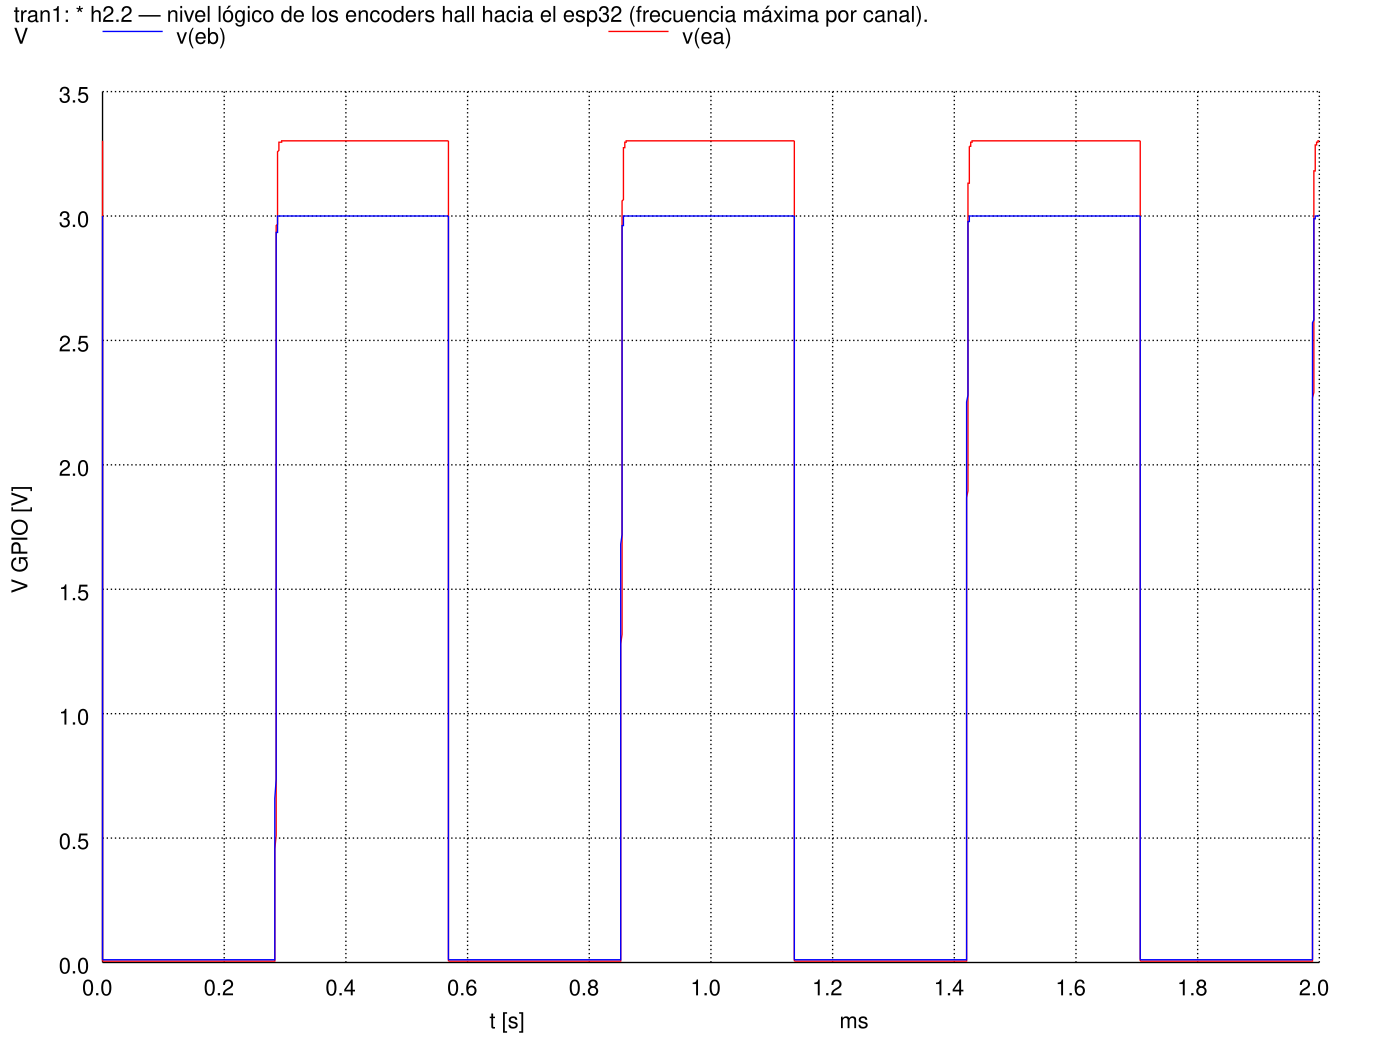 tran1: * h2.2 — nivel lógico de los encoders hall hacia el esp32 (frecuencia máxima por canal).
V v(eb) v(ea)
3.5
3.0
2.5
2.0
V GPIO [V]
1.5
1.0
0.5
0.0
0.0 0.2 0.4 0.6 0.8 1.0 1.2 1.4 1.6 1.8 2.0
t [s] ms